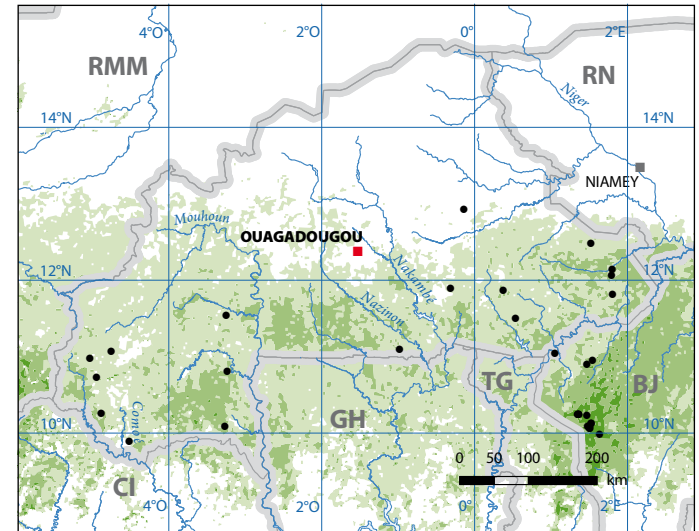 4°O 2°O 0° 2°E
RMM
RN
Niger
14°N 14°N
NIAMEY
Mouhoun
OUAGADOUGOU
Nakambe
12°N 12°N
Nazinon
TG
BJ
GH
Comoé
10°N 10°N
0 50 100 200
km
CI
4°O 2°O 0° 2°E